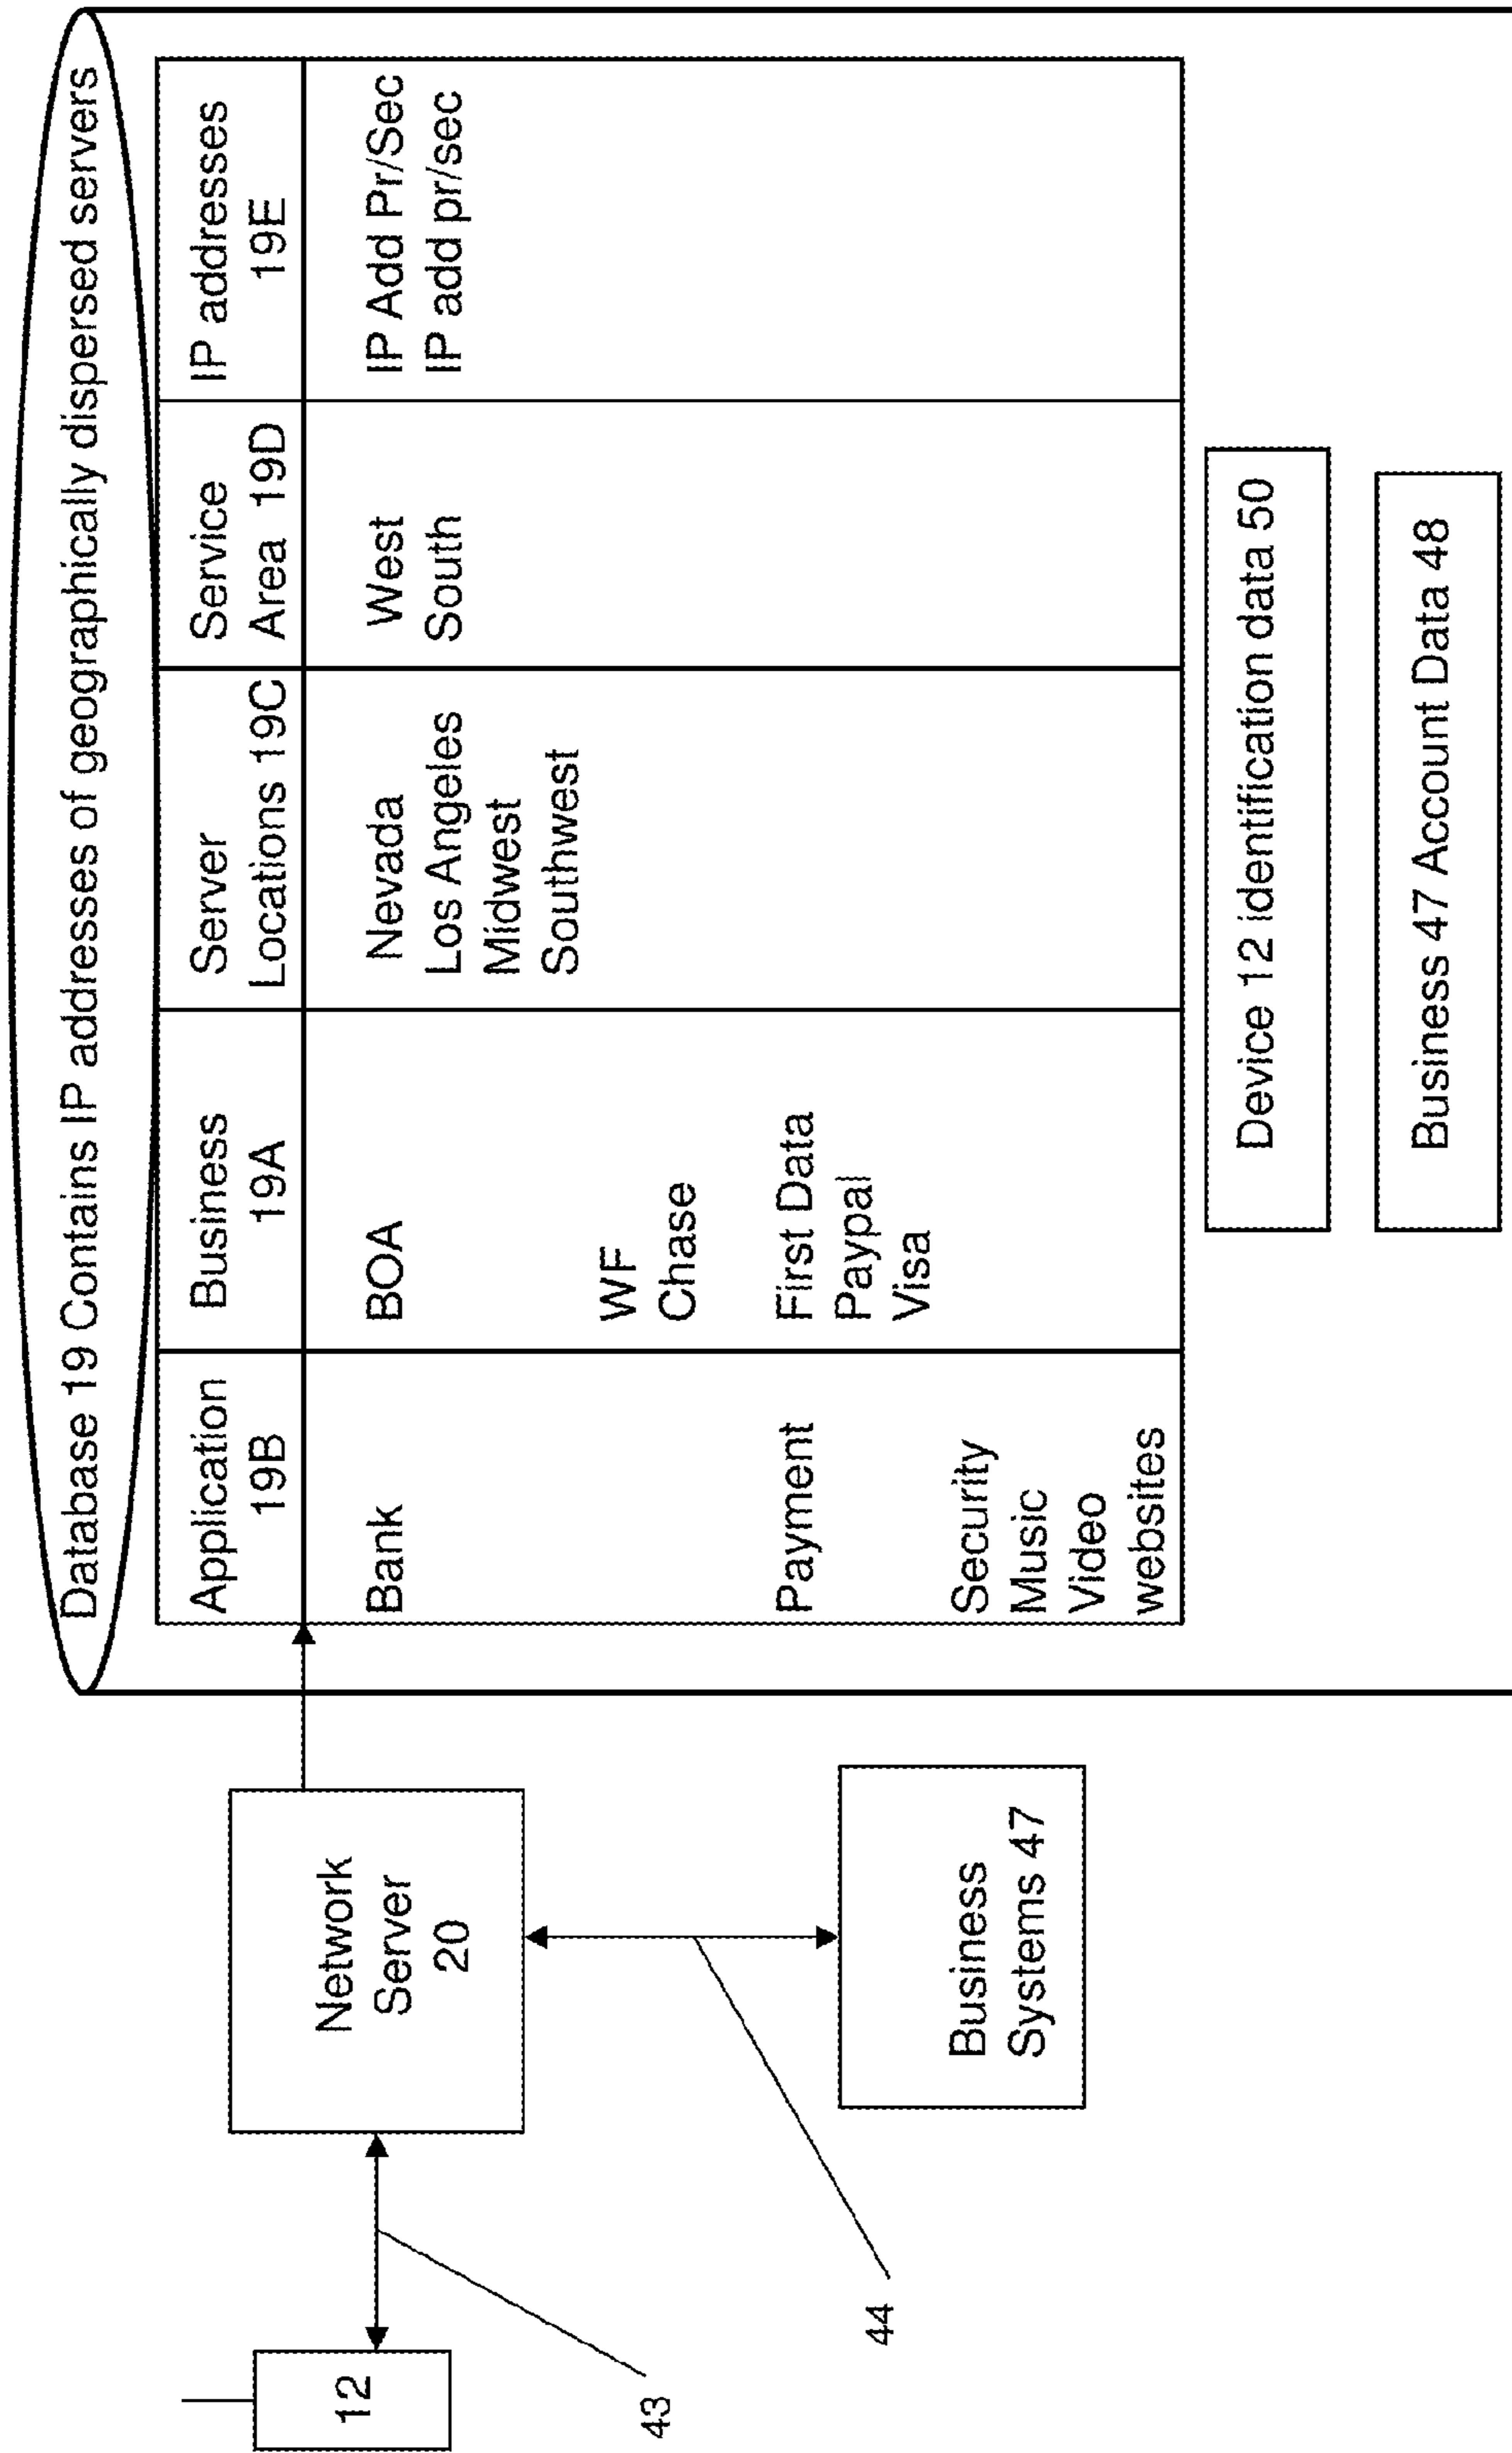 Database 19 Contains IP addresses of geographically dispersed servers
Application
19B
Business
19A
Server
Locations 19C
Service
Area 19D
IP addresses
19E
Bank
BOA
Nevada
West
IP Add Pr/Sec
Los Angeles
South
IP add pr/sec
Midwest
Southwest
WF
Chase
Payment
First Data
Paypal
Visa
Security
Music
Video
websites
Device 12 identification data 50
Business 47 Account Data 48
12
43
Network
Server
20
44
Business
Systems 47